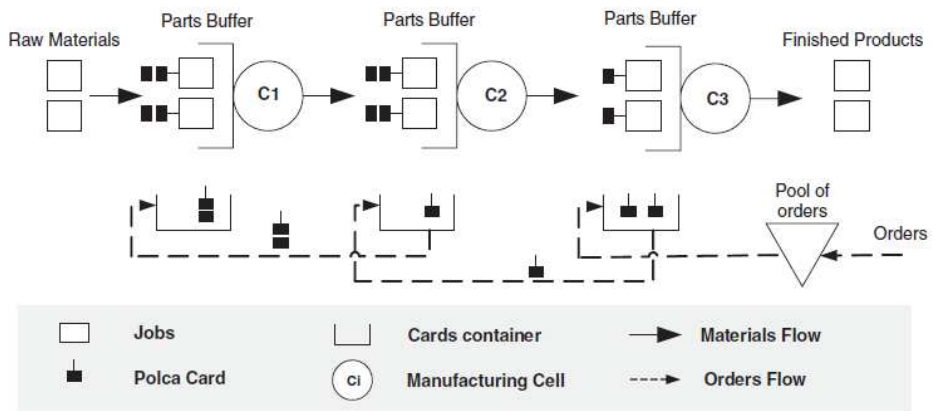 Parts Buffer
Parts Buffer
Parts Buffer
Raw Materials
Finished Products
C1
C2
C3
Pool of
orders
Orders
Jobs
Cards container
Materials Flow
Polca Card
Ci
Manufacturing Cell
Orders Flow